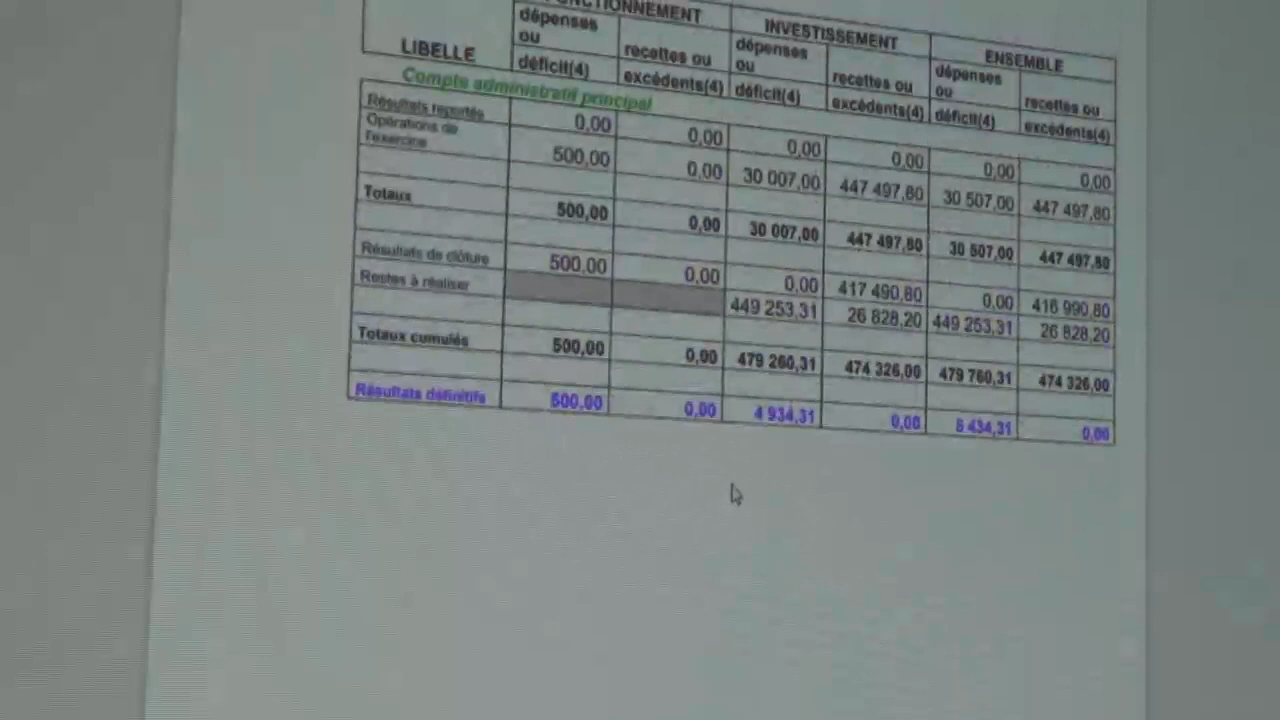 FONCTIONNEMENT INVESTISSEMENT ENSEMBLE
LIBELLE dépenses ou déficit(4) recettes ou excédents(4) dépenses ou déficit(4) recettes ou excédents(4) dépenses ou déficit(4) recettes ou excédents(4)
Compte administratif principal
Résultats reportés 0,00 0,00 0,00 0,00 0,00 0,00
Opérations de l'exercice 500,00 0,00 30 007,00 447 497,80 30 507,00 447 497,80
Totaux 500,00 0,00 30 007,00 447 497,80 30 507,00 447 497,80
Résultats de clôture 500,00 0,00 0,00 417 490,80 0,00 416 990,80
Restes à réaliser 449 253,31 26 828,20 449 253,31 26 828,20
Totaux cumulés 500,00 0,00 479 260,31 474 326,00 479 760,31 474 326,00
Résultats définitifs 500,00 0,00 4 934,31 0,00 5 434,31 0,00